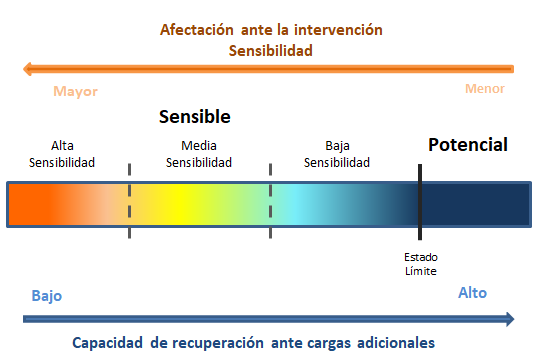 Afectación ante la intervención
Sensibilidad
Mayor
Menor
Sensible
Potencial
Alta
Sensibilidad
Media
Sensibilidad
Baja
Sensibilidad
Estado
Límite
Bajo
Alto
Capacidad de recuperación ante cargas adicionales